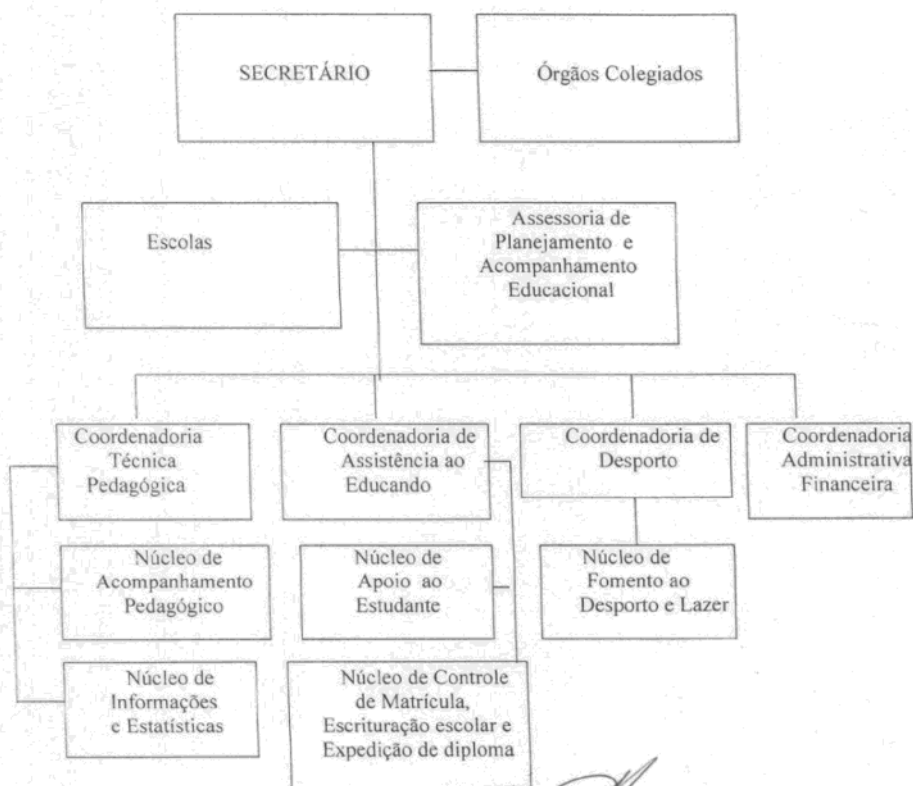 SECRETÁRIO
Órgãos Colegiados
Escolas
Assessoria de
Planejamento e
Acompanhamento
Educacional
Coordenadoria
Técnica
Pedagógica
Coordenadoria de
Assistência ao
Educando
Coordenadoria de
Desporto
Coordenadoria
Administrativa
Financeira
Núcleo de
Acompanhamento
Pedagógico
Núcleo de
Apoio ao
Estudante
Núcleo de
Fomento ao
Desporto e Lazer
Núcleo de
Informações
e Estatísticas
Núcleo de Controle
de Matrícula,
Escrituração escolar e
Expedição de diploma